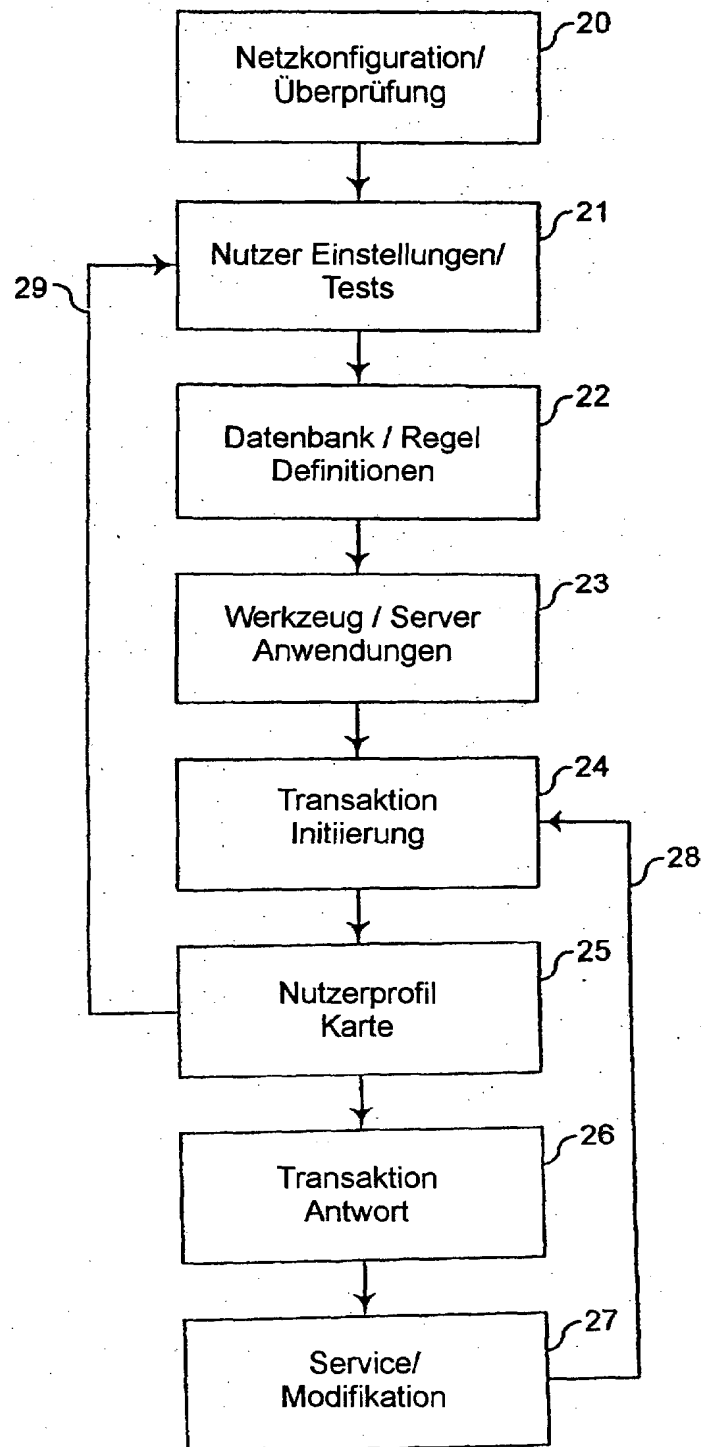 20
Netzkonfiguration/
Überprüfung
21
Nutzer Einstellungen/
Tests
29
22
Datenbank / Regel
Definitionen
23
Werkzeug / Server
Anwendungen
24
Transaktion
Initiierung
28
25
Nutzerprofil
Karte
26
Transaktion
Antwort
27
Service/
Modifikation